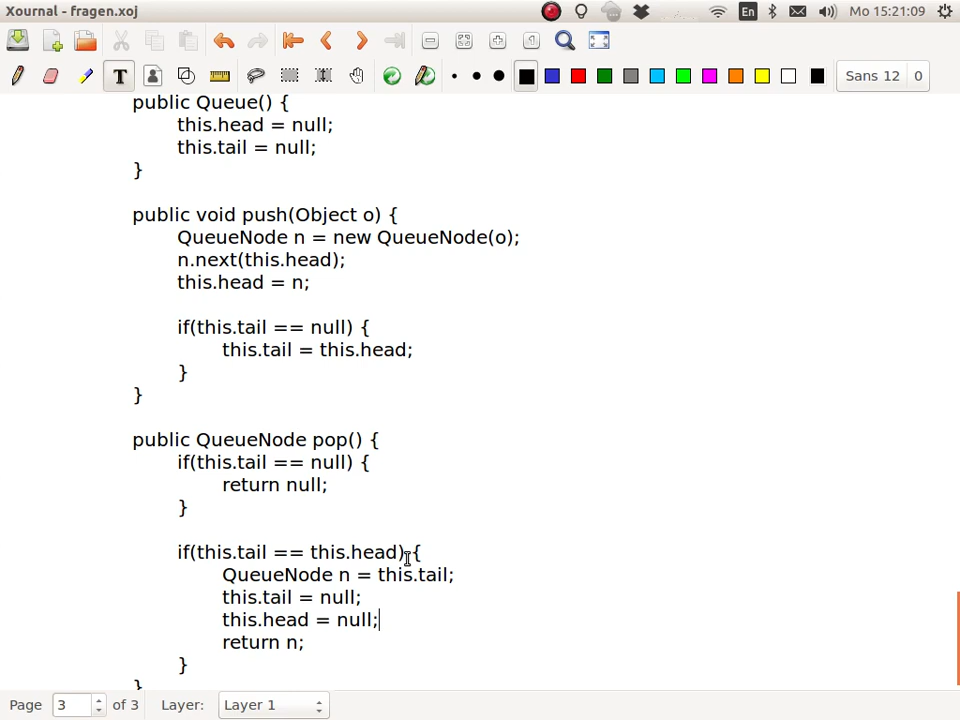 Xournal - fragen.xoj
En
Mo 15:21:09
T
Sans 12
0
public Queue() {
this.head = null;
this.tail = null;
}
public void push(Object o) {
QueueNode n = new QueueNode(o);
n.next(this.head);
this.head = n;
if(this.tail == null) {
this.tail = this.head;
}
}
public QueueNode pop() {
if(this.tail == null) {
return null;
}
if(this.tail == this.head) {
QueueNode n = this.tail;
this.tail = null;
this.head = null;
return n;
}
}
Page 3 of 3 Layer: Layer 1